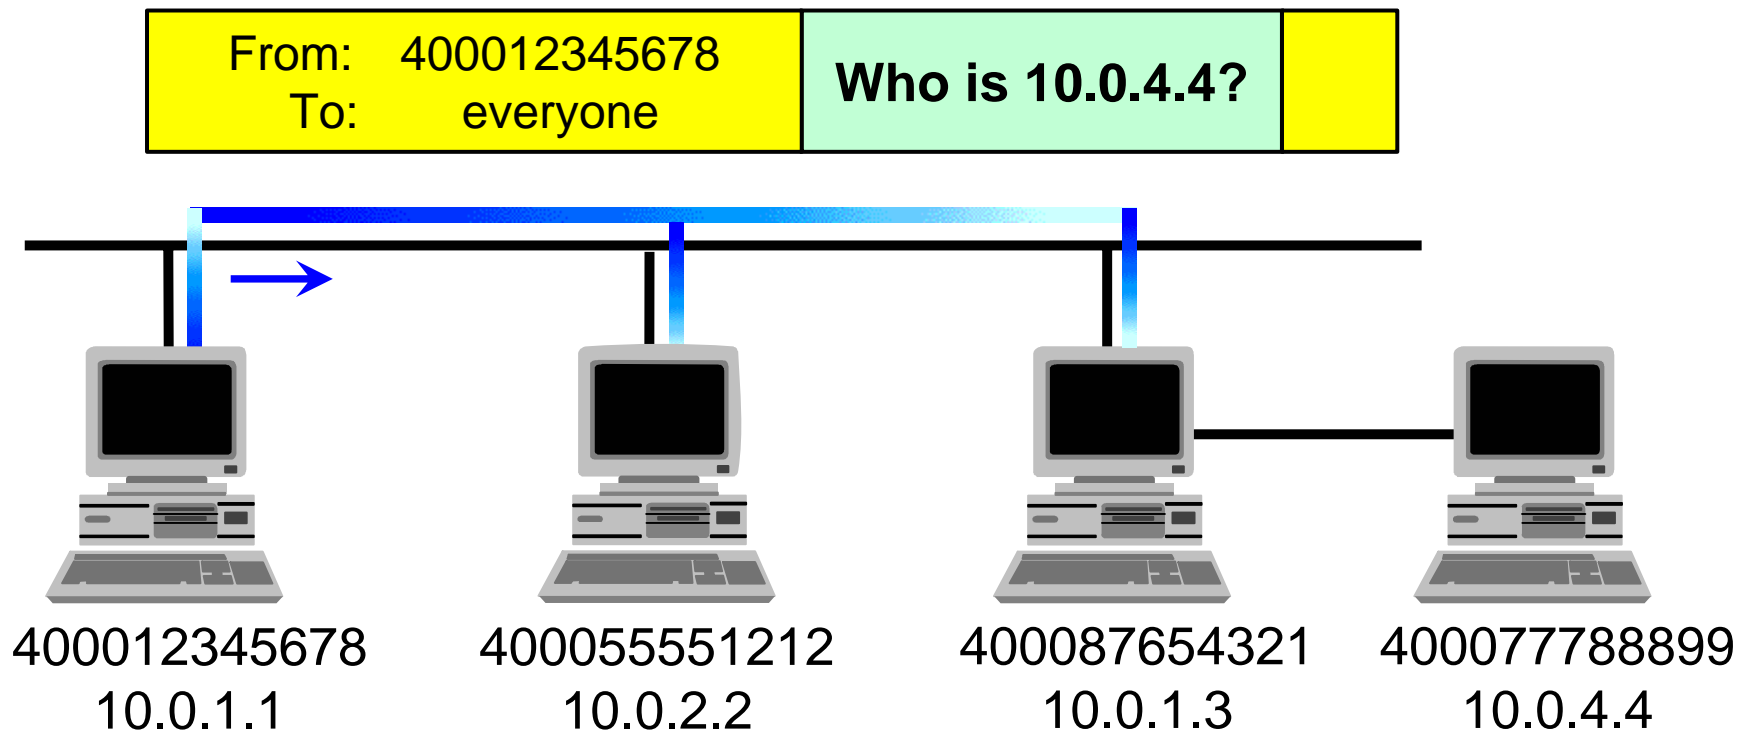 From: 400012345678
To: everyone
Who is 10.0.4.4?
400012345678
10.0.1.1
400055551212
10.0.2.2
400087654321
10.0.1.3
400077788899
10.0.4.4